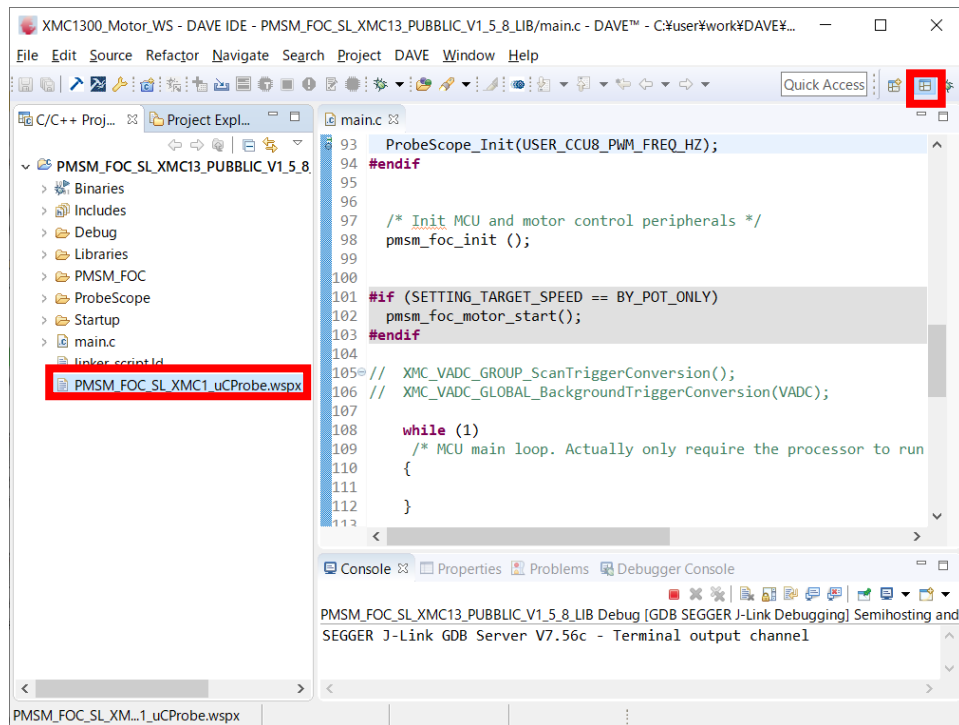 XMC1300_Motor_WS - DAVE IDE - PMSM_FOC_SL_XMC13_PUBBLIC_V1_5_8_LIB/main.c - DAVE™ - C:¥user¥work¥DAVE¥...
File Edit Source Refactor Navigate Search Project DAVE Window Help
Quick Access
C/C++ Proj...
Project Expl...
PMSM_FOC_SL_XMC13_PUBBLIC_V1_5_8
Binaries
Includes
Debug
Libraries
PMSM_FOC
ProbeScope
Startup
main.c
linker_script.ld
PMSM_FOC_SL_XMC1_uCProbe.wspx
main.c
93 ProbeScope_Init(USER_CCU8_PWM_FREQ_HZ);
94 #endif
95
96
97 /* Init MCU and motor control peripherals */
98 pmsm_foc_init ();
99
100
101 #if (SETTING_TARGET_SPEED == BY_POT_ONLY)
102 pmsm_foc_motor_start();
103 #endif
104
105 // XMC_VADC_GROUP_ScanTriggerConversion();
106 // XMC_VADC_GLOBAL_BackgroundTriggerConversion(VADC);
107
108 while (1)
109 /* MCU main loop. Actually only require the processor to run
110 {
111
112 }
113
Console Properties Problems Debugger Console
PMSM_FOC_SL_XMC13_PUBBLIC_V1_5_8_LIB Debug [GDB SEGGER J-Link Debugging] Semihosting and
SEGGER J-Link GDB Server V7.56c - Terminal output channel
PMSM_FOC_SL_XM...1_uCProbe.wspx